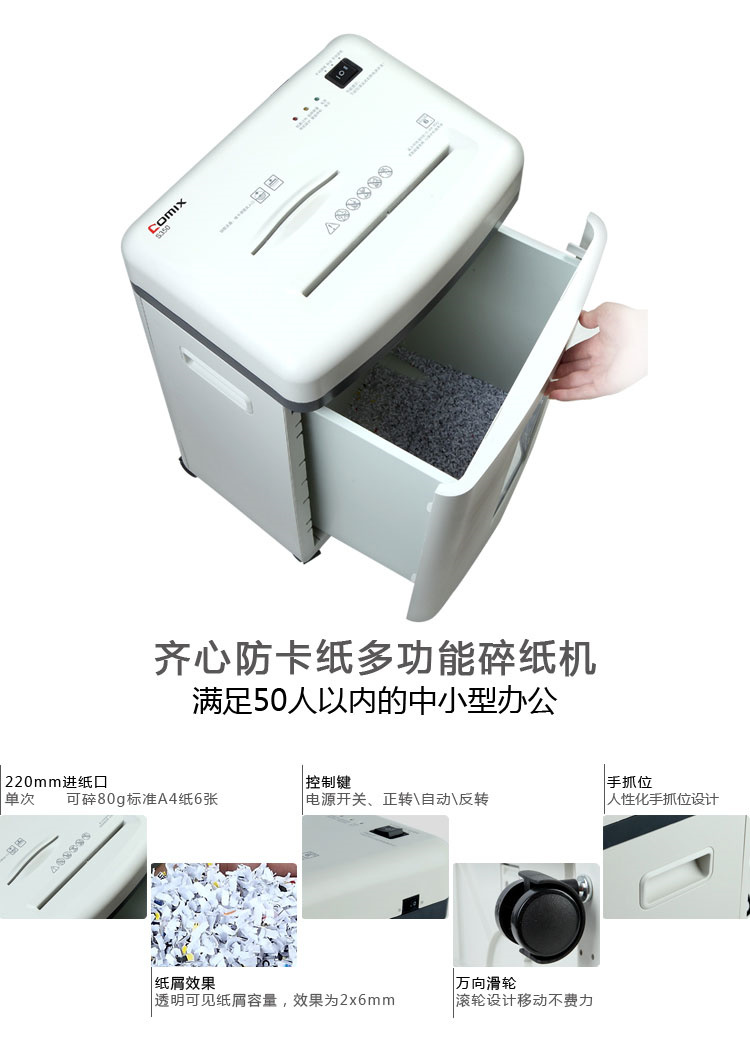 COMIX
S350
齐心防卡纸多功能碎纸机
满足50人以内的中小型办公
220mm进纸口
单次 可碎80g标准A4纸6张
控制键
电源开关、正转\自动\反转
手抓位
人性化手抓位设计
纸屑效果
透明可见纸屑容量，效果为2x6mm
万向滑轮
滚轮设计移动不费力